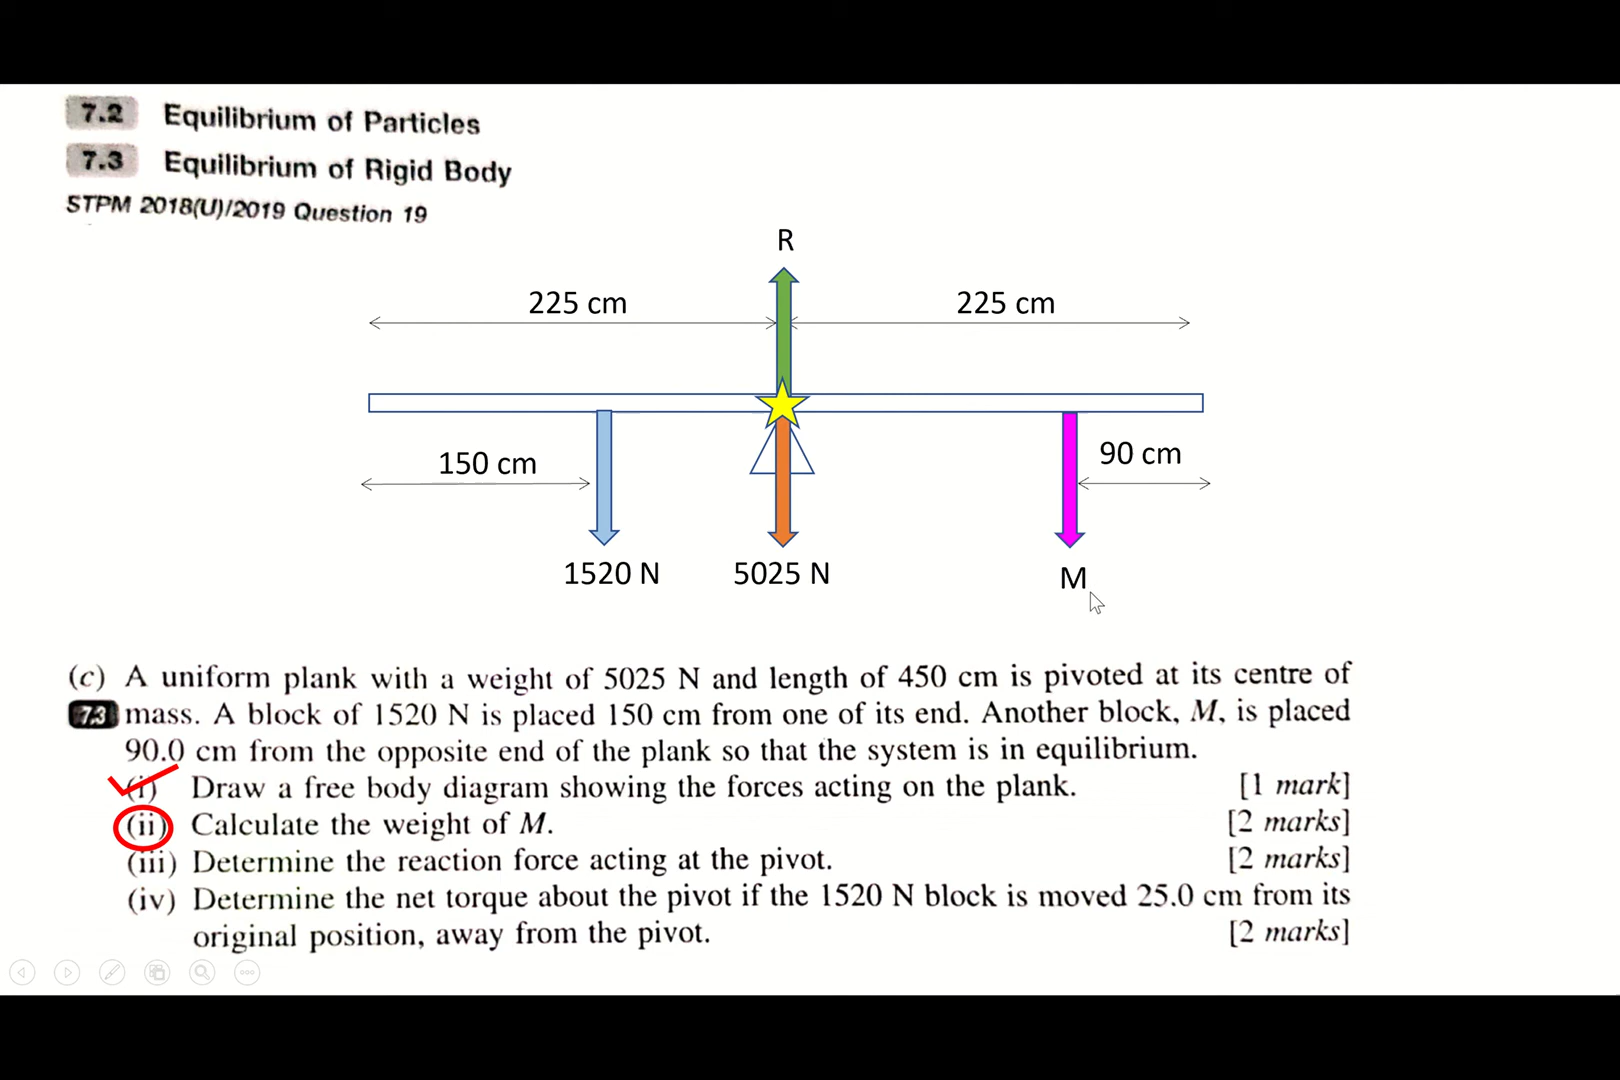 7.2 Equilibrium of Particles
7.3 Equilibrium of Rigid Body
STPM 2018(U)/2019 Question 19
R
225 cm 225 cm
150 cm 90 cm
1520 N 5025 N M
(c) A uniform plank with a weight of 5025 N and length of 450 cm is pivoted at its centre of
7.3 mass. A block of 1520 N is placed 150 cm from one of its end. Another block, M, is placed
90.0 cm from the opposite end of the plank so that the system is in equilibrium.
(i) Draw a free body diagram showing the forces acting on the plank. [1 mark]
(ii) Calculate the weight of M. [2 marks]
(iii) Determine the reaction force acting at the pivot. [2 marks]
(iv) Determine the net torque about the pivot if the 1520 N block is moved 25.0 cm from its
original position, away from the pivot. [2 marks]